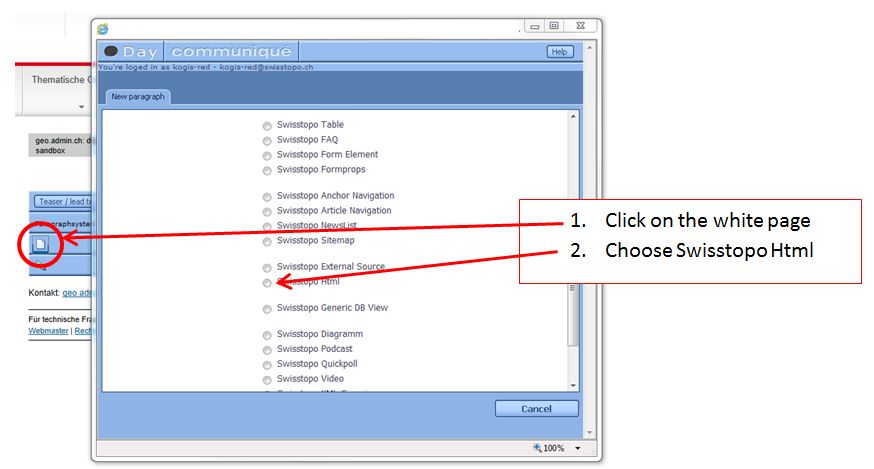 Day communiqué
Help
You're loged in as kogis-red - kogis-red@swisstopo.ch
New paragraph
Thematische G
geo.admin.ch: d
sandbox
Teaser / lead te
Kontakt: geo adm
Für technische Fra
Webmaster | Rech
Swisstopo Table
Swisstopo FAQ
Swisstopo Form Element
Swisstopo Formprops
Swisstopo Anchor Navigation
Swisstopo Article Navigation
Swisstopo NewsList
Swisstopo Sitemap
Swisstopo External Source
Swisstopo Html
Swisstopo Generic DB View
Swisstopo Diagramm
Swisstopo Podcast
Swisstopo Quickpoll
Swisstopo Video
Cancel
100%
1. Click on the white page
2. Choose Swisstopo Html